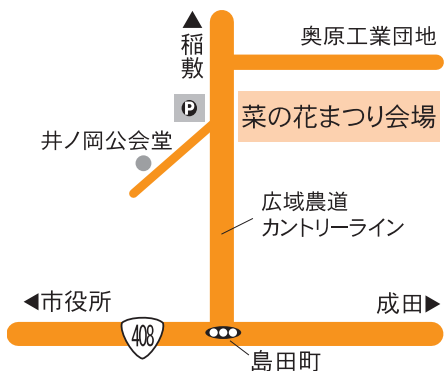 ▲
稲敷
奥原工業団地
P
菜の花まつり会場
井ノ岡公会堂
広域農道
カントリーライン
◀市役所
成田▶
408
島田町